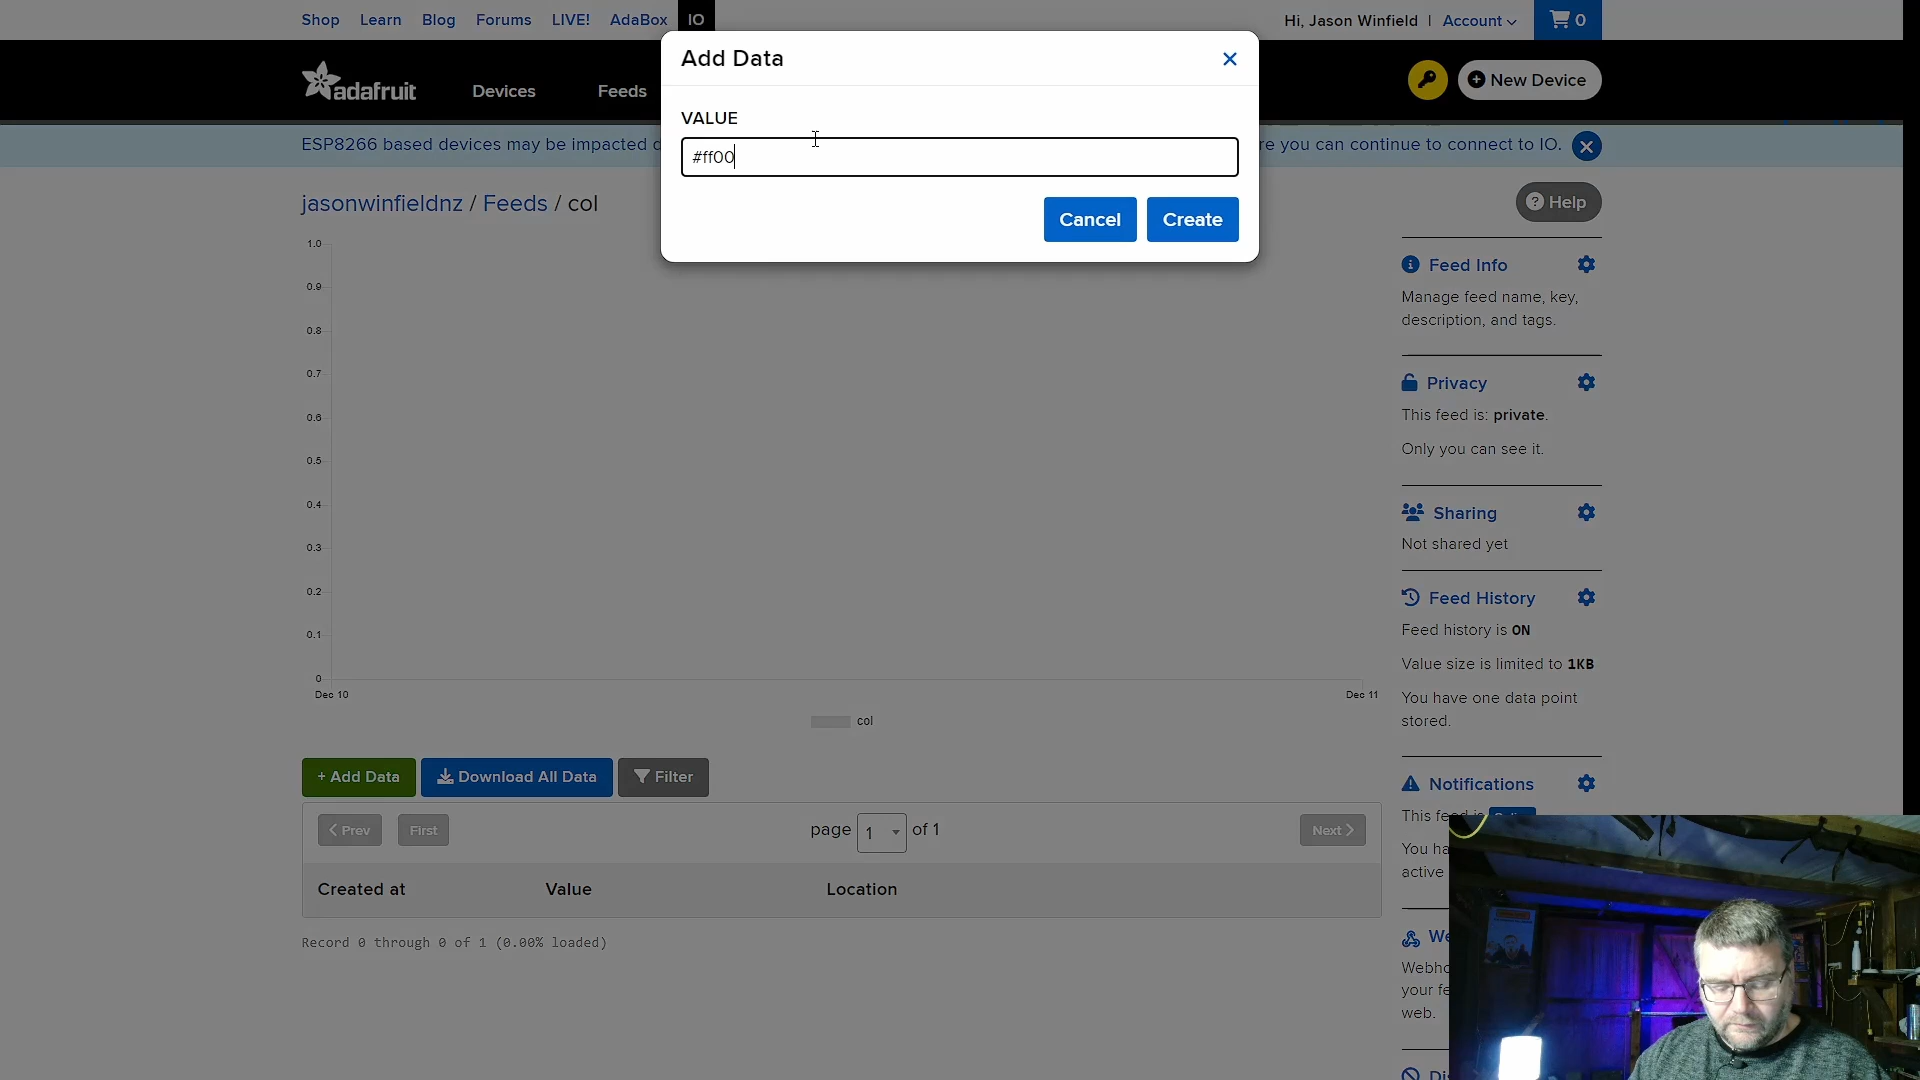 Shop Learn Blog Forums LIVE! AdaBox IO
Hi, Jason Winfield | Account 0
adafruit Devices Feeds
New Device
Add Data
VALUE
#ff00
Cancel Create
ESP8266 based devices may be impacted
re you can continue to connect to IO.
jasonwinfieldnz / Feeds / col
Help
1.0
0.9
0.8
0.7
0.6
0.5
0.4
0.3
0.2
0.1
0
Dec 10 Dec 11
col
+ Add Data Download All Data Filter
Prev First page 1 of 1 Next
Created at Value Location
Record 0 through 0 of 1 (0.00% loaded)
Feed Info
Manage feed name, key,
description, and tags.
Privacy
This feed is: private.
Only you can see it.
Sharing
Not shared yet
Feed History
Feed history is ON
Value size is limited to 1KB
You have one data point
stored.
Notifications
This feed is
You ha
active
We
Webho
your fe
web.
Di